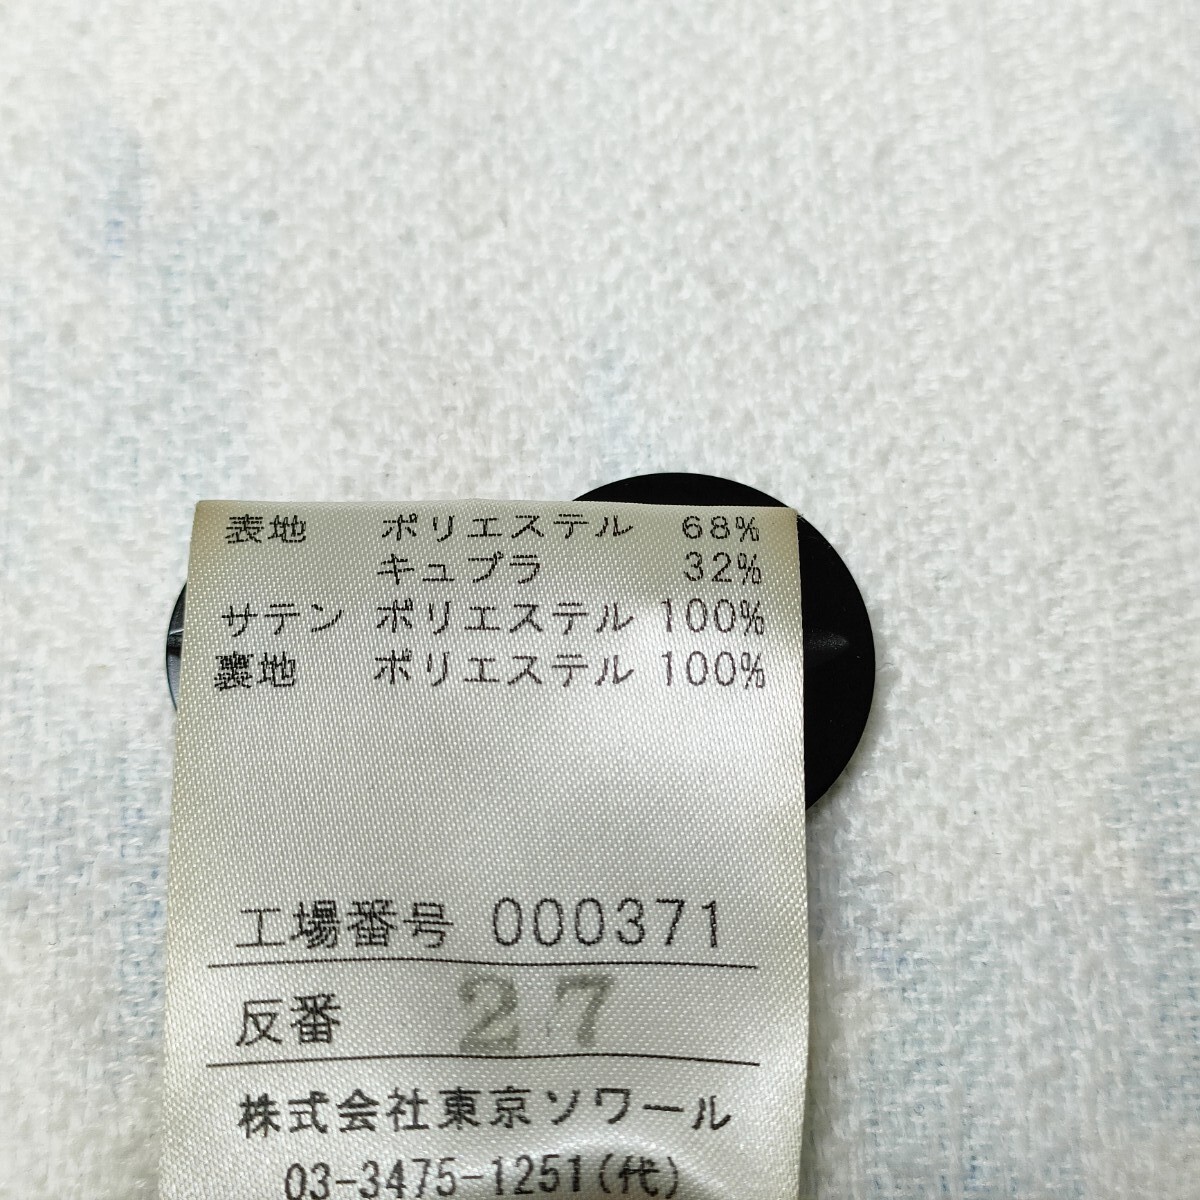 表地 ポリエステル 68%
キュプラ 32%
サテン ポリエステル 100%
裏地 ポリエステル 100%
工場番号 000371
反番 27
株式会社東京ソワール
03-3475-1251(代)